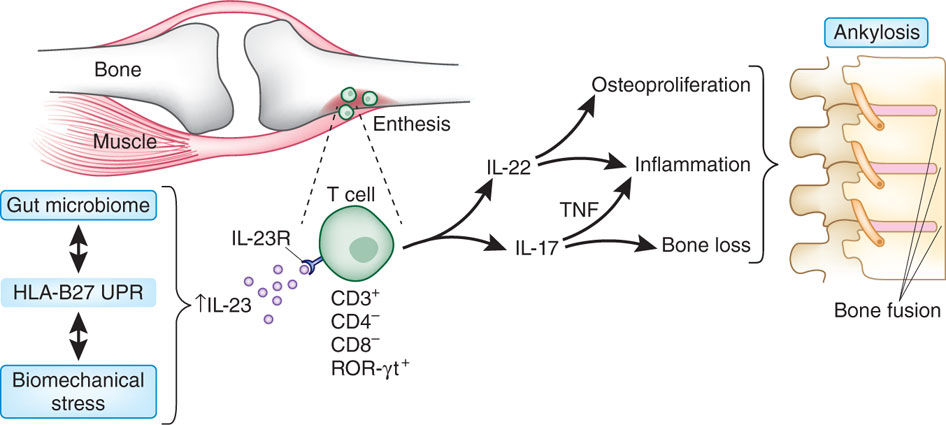 Ankylosis
Bone
Muscle
Enthesis
Osteoproliferation
IL-22
Inflammation
TNF
IL-17
Bone loss
Gut microbiome
HLA-B27 UPR
Biomechanical
stress
↑IL-23
IL-23R
T cell
CD3⁺
CD4⁻
CD8⁻
ROR-γt⁺
Bone fusion